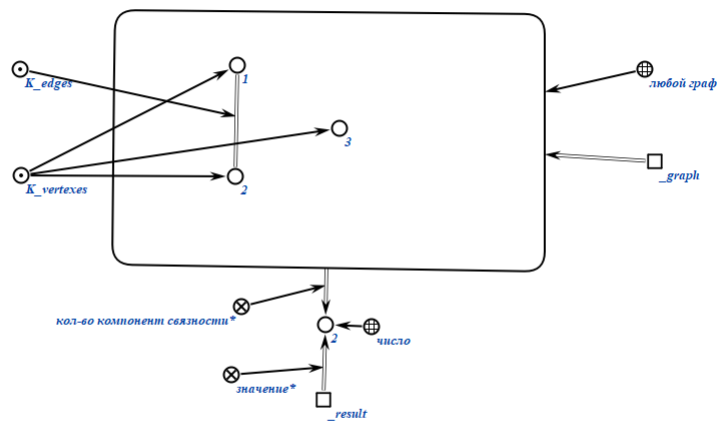 K_edges
1
любой граф
3
K_vertexes
2
_graph
кол-во компонент связности*
2
число
значение*
_result